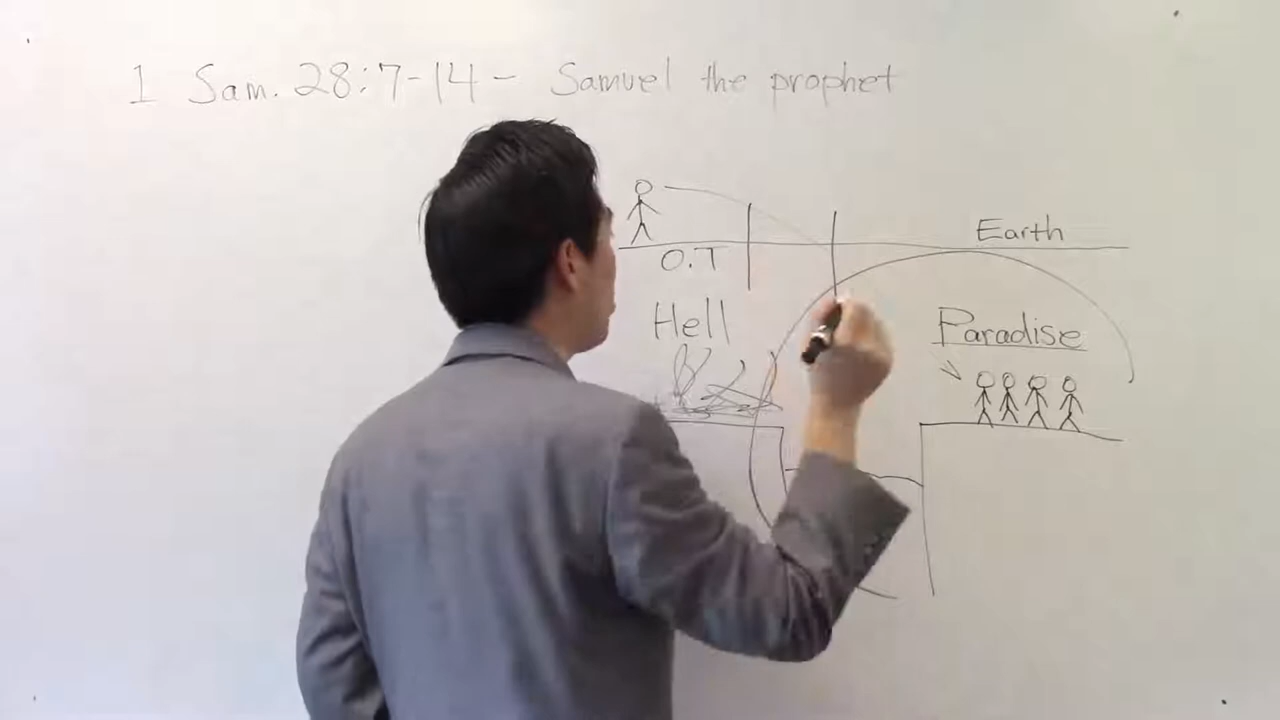 1 Sam. 28:7-14 - Samuel the prophet
Earth
O.T
Hell
Paradise